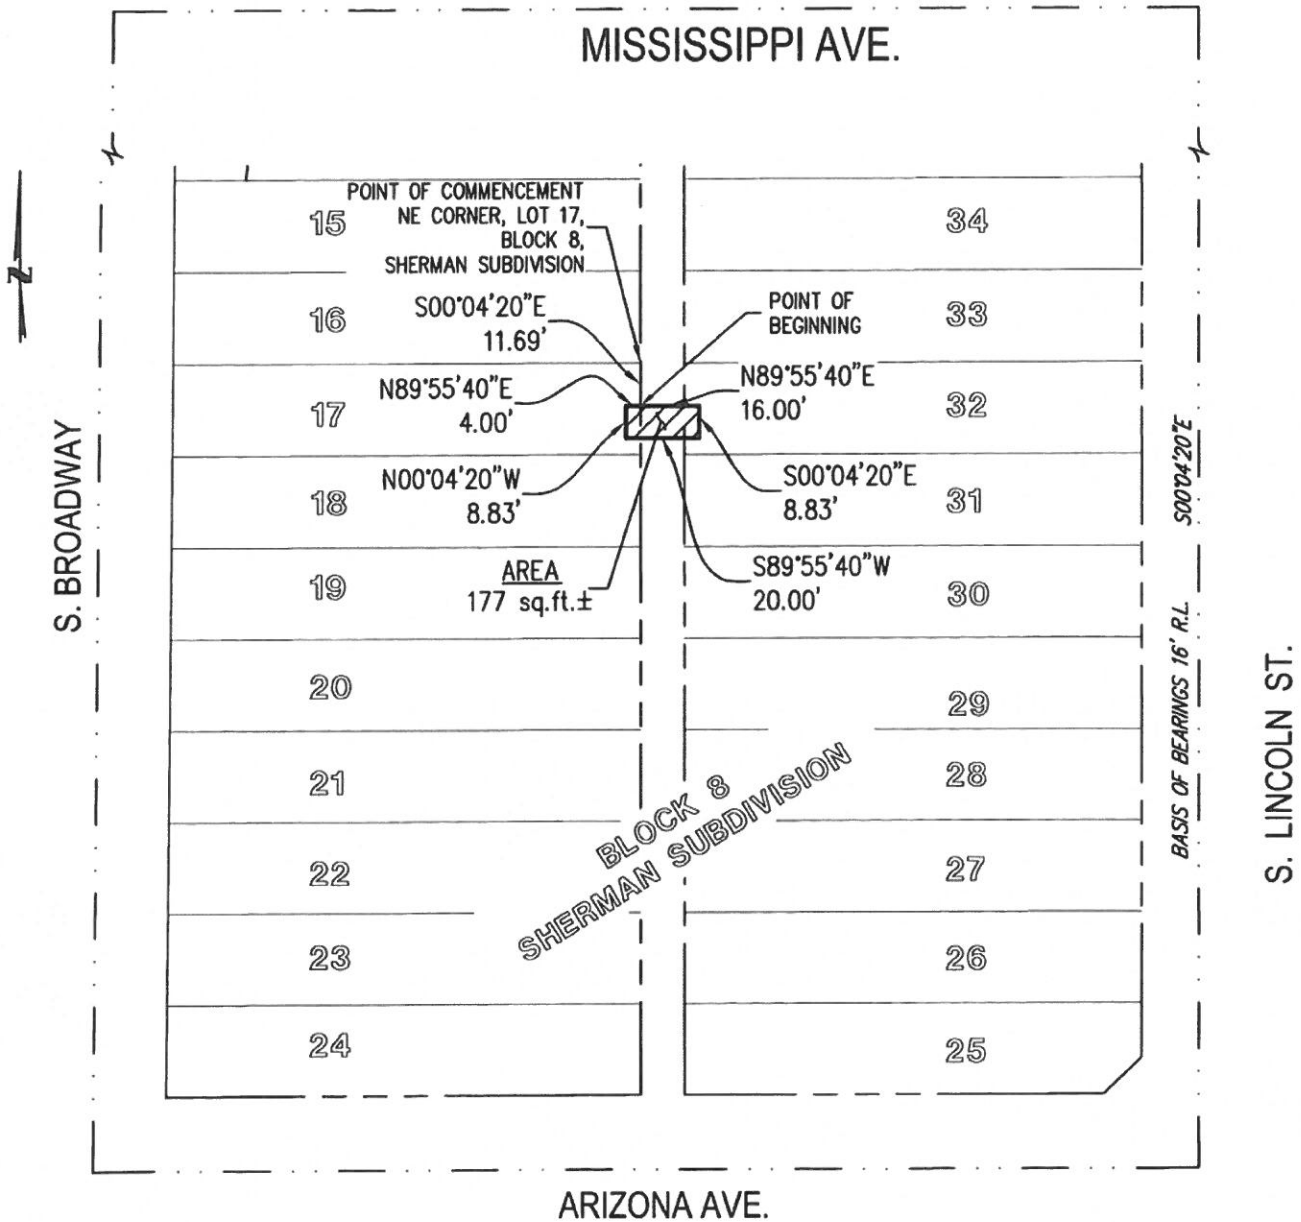 MISSISSIPPI AVE.
POINT OF COMMENCEMENT
NE CORNER, LOT 17,
BLOCK 8,
SHERMAN SUBDIVISION
15
34
16
S00°04'20"E
11.69'
POINT OF
BEGINNING
33
17
N89°55'40"E
4.00'
N89°55'40"E
16.00'
32
18
N00°04'20"W
8.83'
S00°04'20"E
8.83'
31
19
AREA
177 sq.ft.±
S89°55'40"W
20.00'
30
20
29
21
28
22
27
23
26
24
25
BLOCK 8
SHERMAN SUBDIVISION
S. BROADWAY
BASIS OF BEARINGS 16' R.L. S00°04'20"E
S. LINCOLN ST.
ARIZONA AVE.
N